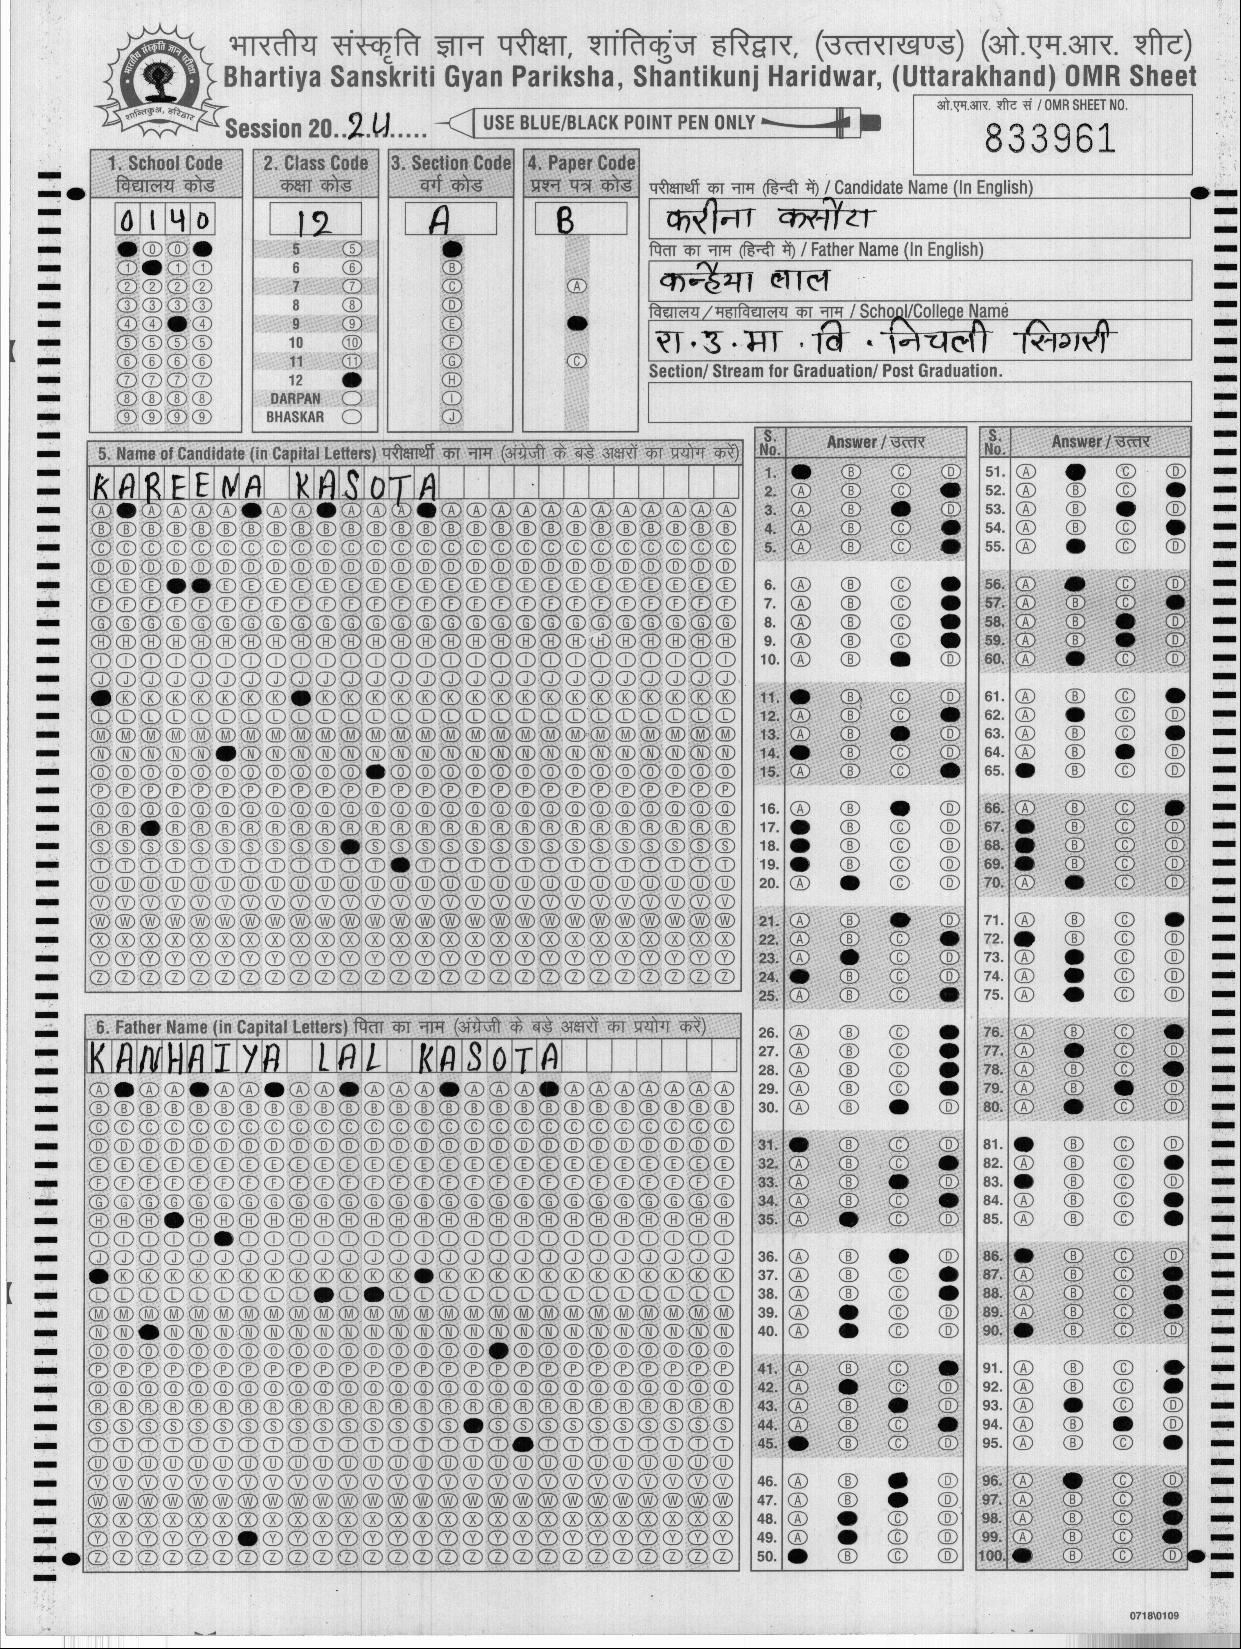 भारतीय संस्कृति ज्ञान परीक्षा, शांतिकुंज हरिद्वार, (उत्तराखण्ड) (ओ.एम.आर. शीट)
Bhartiya Sanskriti Gyan Pariksha, Shantikunj Haridwar, (Uttarakhand) OMR Sheet
Session 20..24.....
USE BLUE/BLACK POINT PEN ONLY
ओ.एम.आर. शीट सं / OMR SHEET NO.
833961
1. School Code
विद्यालय कोड
0140
2. Class Code
कक्षा कोड
12
5
6
7
8
9
10
11
12
DARPAN
BHASKAR
3. Section Code
वर्ग कोड
A
4. Paper Code
प्रश्न पत्र कोड
B
परीक्षार्थी का नाम (हिन्दी में) / Candidate Name (In English)
करीना कसौटा
पिता का नाम (हिन्दी में) / Father Name (In English)
कन्हैया लाल
विद्यालय/महाविद्यालय का नाम / School/College Name
रा.उ.मा.वि.निचली सिगरी
Section/ Stream for Graduation/ Post Graduation.
5. Name of Candidate (in Capital Letters) परीक्षार्थी का नाम (अंग्रेजी के बड़े अक्षरों का प्रयोग करें)
KAREENA KASOTA
6. Father Name (in Capital Letters) पिता का नाम (अंग्रेजी के बड़े अक्षरों का प्रयोग करें)
KANHAIYA LAL KASOTA
S. No.
Answer / उत्तर
S. No.
Answer / उत्तर
0718\0109